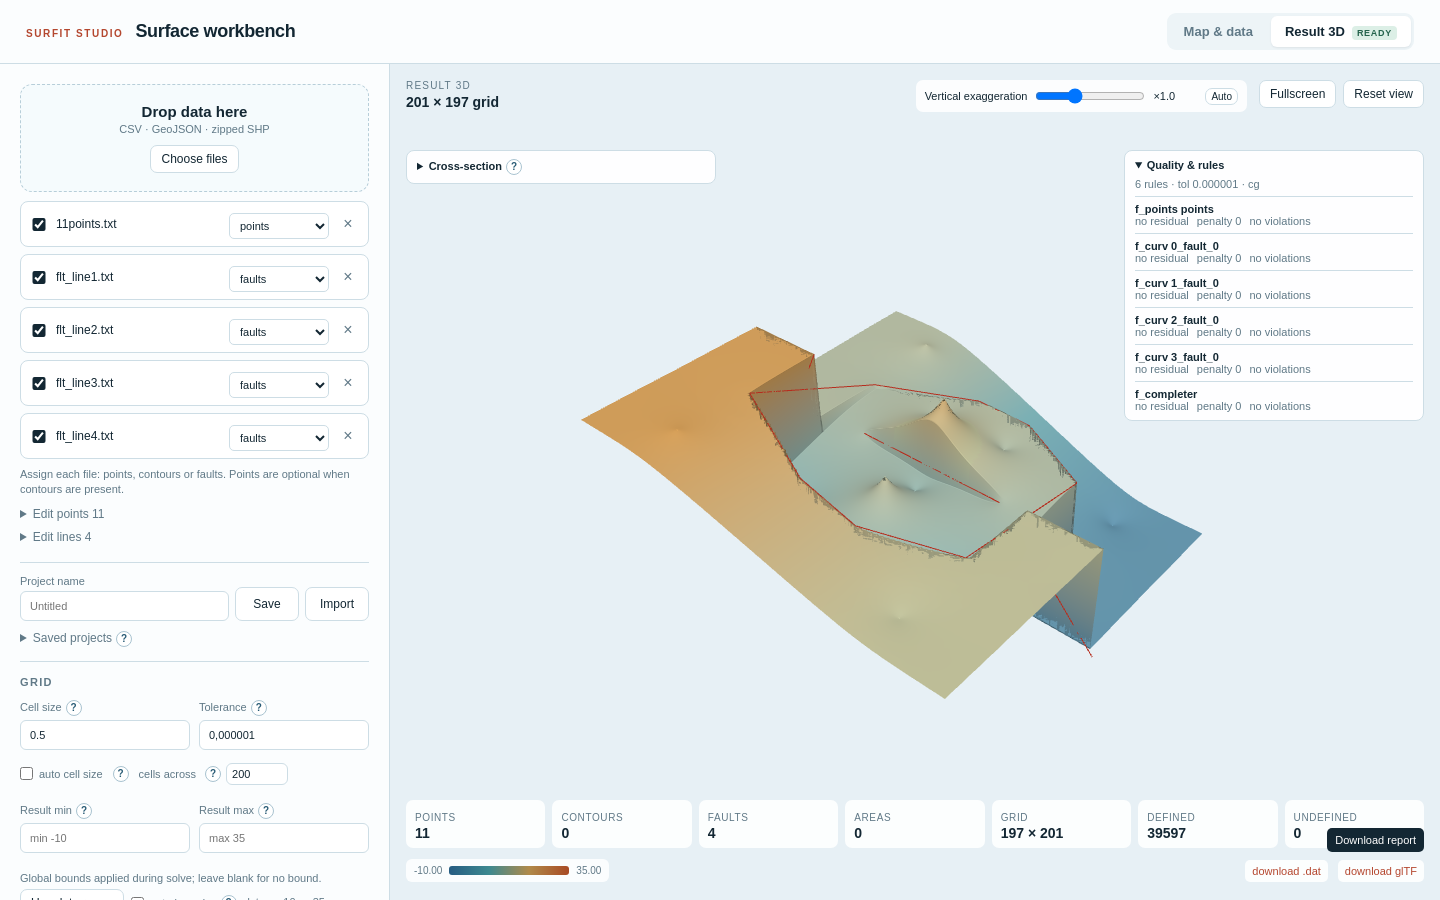 SURFIT STUDIO Surface workbench
Map & data Result 3D READY
Drop data here
CSV · GeoJSON · zipped SHP
Choose files
11points.txt points ×
flt_line1.txt faults ×
flt_line2.txt faults ×
flt_line3.txt faults ×
flt_line4.txt faults ×
Assign each file: points, contours or faults. Points are optional when
contours are present.
Edit points 11
Edit lines 4
Project name
Untitled Save Import
Saved projects ?
GRID
Cell size ? Tolerance ?
0.5 0,000001
auto cell size ? cells across ? 200
Result min ? Result max ?
min -10 max 35
Global bounds applied during solve; leave blank for no bound.
RESULT 3D
201 × 197 grid
Vertical exaggeration ×1.0 Auto Fullscreen Reset view
Cross-section ?
Quality & rules
6 rules · tol 0.000001 · cg
f_points points
no residual penalty 0 no violations
f_curv 0_fault_0
no residual penalty 0 no violations
f_curv 1_fault_0
no residual penalty 0 no violations
f_curv 2_fault_0
no residual penalty 0 no violations
f_curv 3_fault_0
no residual penalty 0 no violations
f_completer
no residual penalty 0 no violations
POINTS CONTOURS FAULTS AREAS GRID DEFINED UNDEFINED
11 0 4 0 197 × 201 39597 0
Download report
-10.00 35.00
download .dat download glTF